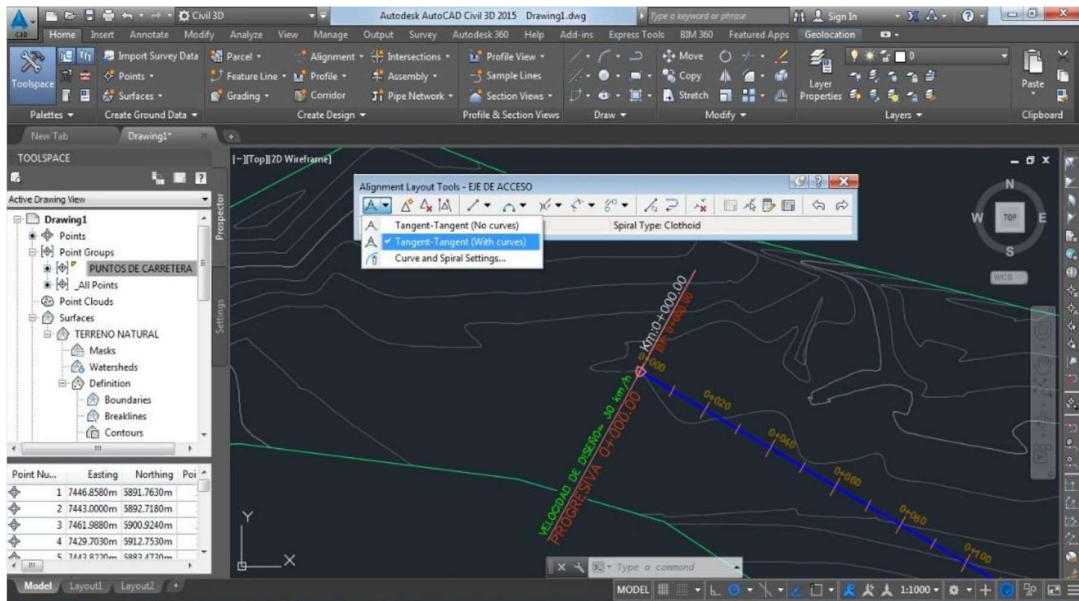 Civil 3D
Autodesk AutoCAD Civil 3D 2015 Drawing1.dwg
Type a keyword or phrase
Sign In
Home Insert Annotate Modify Analyze View Manage Output Survey Autodesk 360 Help Add-ins Express Tools BIM 360 Featured Apps Geolocation
Import Survey Data Parcel Alignment Intersections Profile View Move 0
Toolspace Points Feature Line Profile Assembly Sample Lines Copy Layer Properties Paste
Surfaces Grading Corridor Pipe Network Section Views Stretch
Palettes Create Ground Data Create Design Profile & Section Views Draw Modify Layers Clipboard
New Tab Drawing1*
TOOLSPACE
Active Drawing View
Drawing1
Points
Point Groups
PUNTOS DE CARRETERA
_All Points
Point Clouds
Surfaces
TERRENO NATURAL
Masks
Watersheds
Definition
Boundaries
Breaklines
Contours
Prospector
Settings
Point Nu... Easting Northing Poi
1 7446.8580m 5891.7630m
2 7443.0000m 5892.7180m
3 7461.9880m 5900.9240m
4 7429.7030m 5912.7530m
5 7443.8220m 5883.4730m
[-][Top][2D Wireframe]
Alignment Layout Tools - EJE DE ACCESO
Tangent-Tangent (No curves)
Tangent-Tangent (With curves)
Curve and Spiral Settings...
Spiral Type: Clothoid
N
W TOP E
S
WCS
Km:0+000.00
0+000
VELOCIDAD DE DISEÑO= 30 km/h
PROGRESIVA 0+000.00
0+020
0+040
0+060
0+080
0+100
Y
X
Type a command
Model Layout1 Layout2 +
MODEL 1:1000